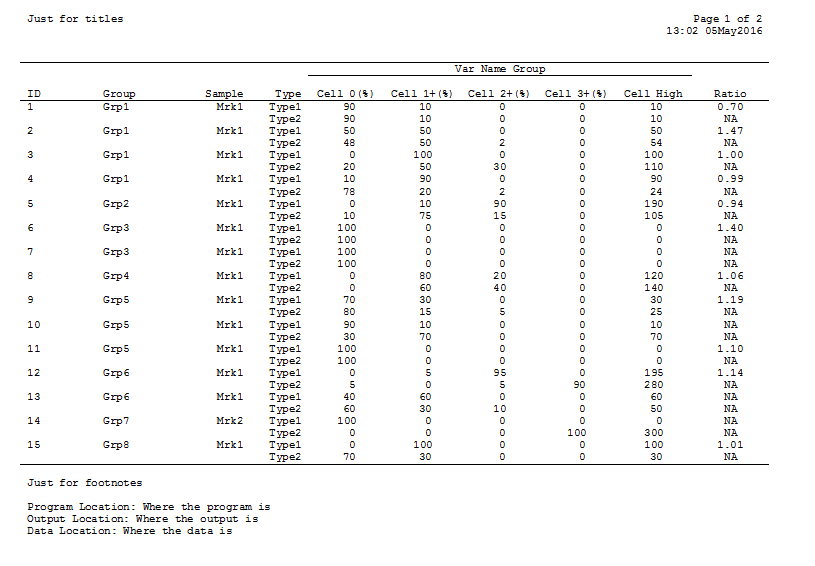 Just for titles Page 1 of 2
13:02 05May2016
Var Name Group
ID Group Sample Type Cell 0(%) Cell 1+(%) Cell 2+(%) Cell 3+(%) Cell High Ratio
1 Grp1 Mrk1 Type1 90 10 0 0 10 0.70
Type2 90 10 0 0 10 NA
2 Grp1 Mrk1 Type1 50 50 0 0 50 1.47
Type2 48 50 2 0 54 NA
3 Grp1 Mrk1 Type1 0 100 0 0 100 1.00
Type2 20 50 30 0 110 NA
4 Grp1 Mrk1 Type1 10 90 0 0 90 0.99
Type2 78 20 2 0 24 NA
5 Grp2 Mrk1 Type1 0 10 90 0 190 0.94
Type2 10 75 15 0 105 NA
6 Grp3 Mrk1 Type1 100 0 0 0 0 1.40
Type2 100 0 0 0 0 NA
7 Grp3 Mrk1 Type1 100 0 0 0 0 NA
Type2 100 0 0 0 0 NA
8 Grp4 Mrk1 Type1 0 80 20 0 120 1.06
Type2 0 60 40 0 140 NA
9 Grp5 Mrk1 Type1 70 30 0 0 30 1.19
Type2 80 15 5 0 25 NA
10 Grp5 Mrk1 Type1 90 10 0 0 10 NA
Type2 30 70 0 0 70 NA
11 Grp5 Mrk1 Type1 100 0 0 0 0 1.10
Type2 100 0 0 0 0 NA
12 Grp6 Mrk1 Type1 0 5 95 0 195 1.14
Type2 5 0 5 90 280 NA
13 Grp6 Mrk1 Type1 40 60 0 0 60 NA
Type2 60 30 10 0 50 NA
14 Grp7 Mrk2 Type1 100 0 0 0 0 NA
Type2 0 0 0 100 300 NA
15 Grp8 Mrk1 Type1 0 100 0 0 100 1.01
Type2 70 30 0 0 30 NA
Just for footnotes
Program Location: Where the program is
Output Location: Where the output is
Data Location: Where the data is